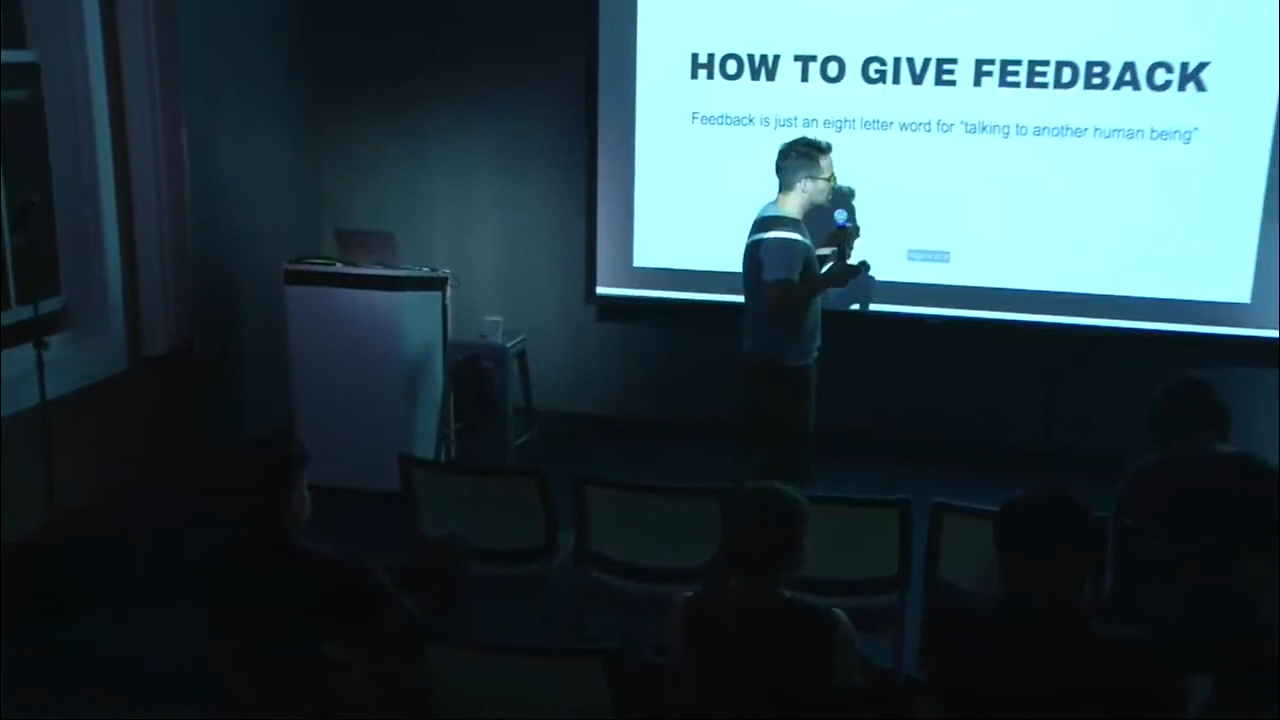 HOW TO GIVE FEEDBACK
Feedback is just an eight letter word for “talking to another human being”